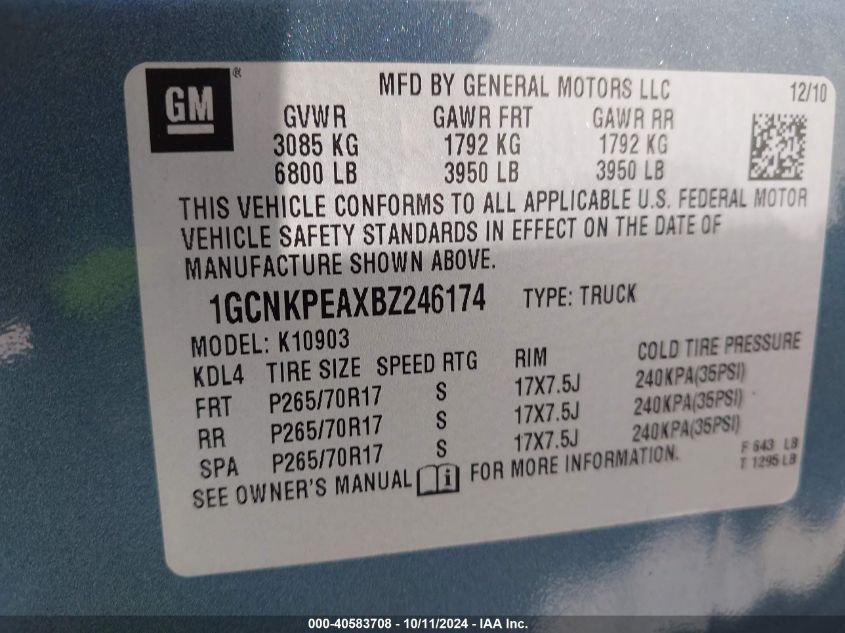 GM ® MFD BY GENERAL MOTORS LLC 12/10
GVWR GAWR FRT GAWR RR
3085 KG 1792 KG 1792 KG
6800 LB 3950 LB 3950 LB
THIS VEHICLE CONFORMS TO ALL APPLICABLE U.S. FEDERAL MOTOR
VEHICLE SAFETY STANDARDS IN EFFECT ON THE DATE OF
MANUFACTURE SHOWN ABOVE.
1GCNKPEAXBZ246174 TYPE: TRUCK
MODEL: K10903
KDL4 TIRE SIZE SPEED RTG RIM COLD TIRE PRESSURE
FRT P265/70R17 S 17X7.5J 240KPA(35PSI)
RR P265/70R17 S 17X7.5J 240KPA(35PSI)
SPA P265/70R17 S 17X7.5J 240KPA(35PSI)
SEE OWNER'S MANUAL i FOR MORE INFORMATION.
F 643 LB
T 1295 LB
000-40583708 - 10/11/2024 - IAA Inc.